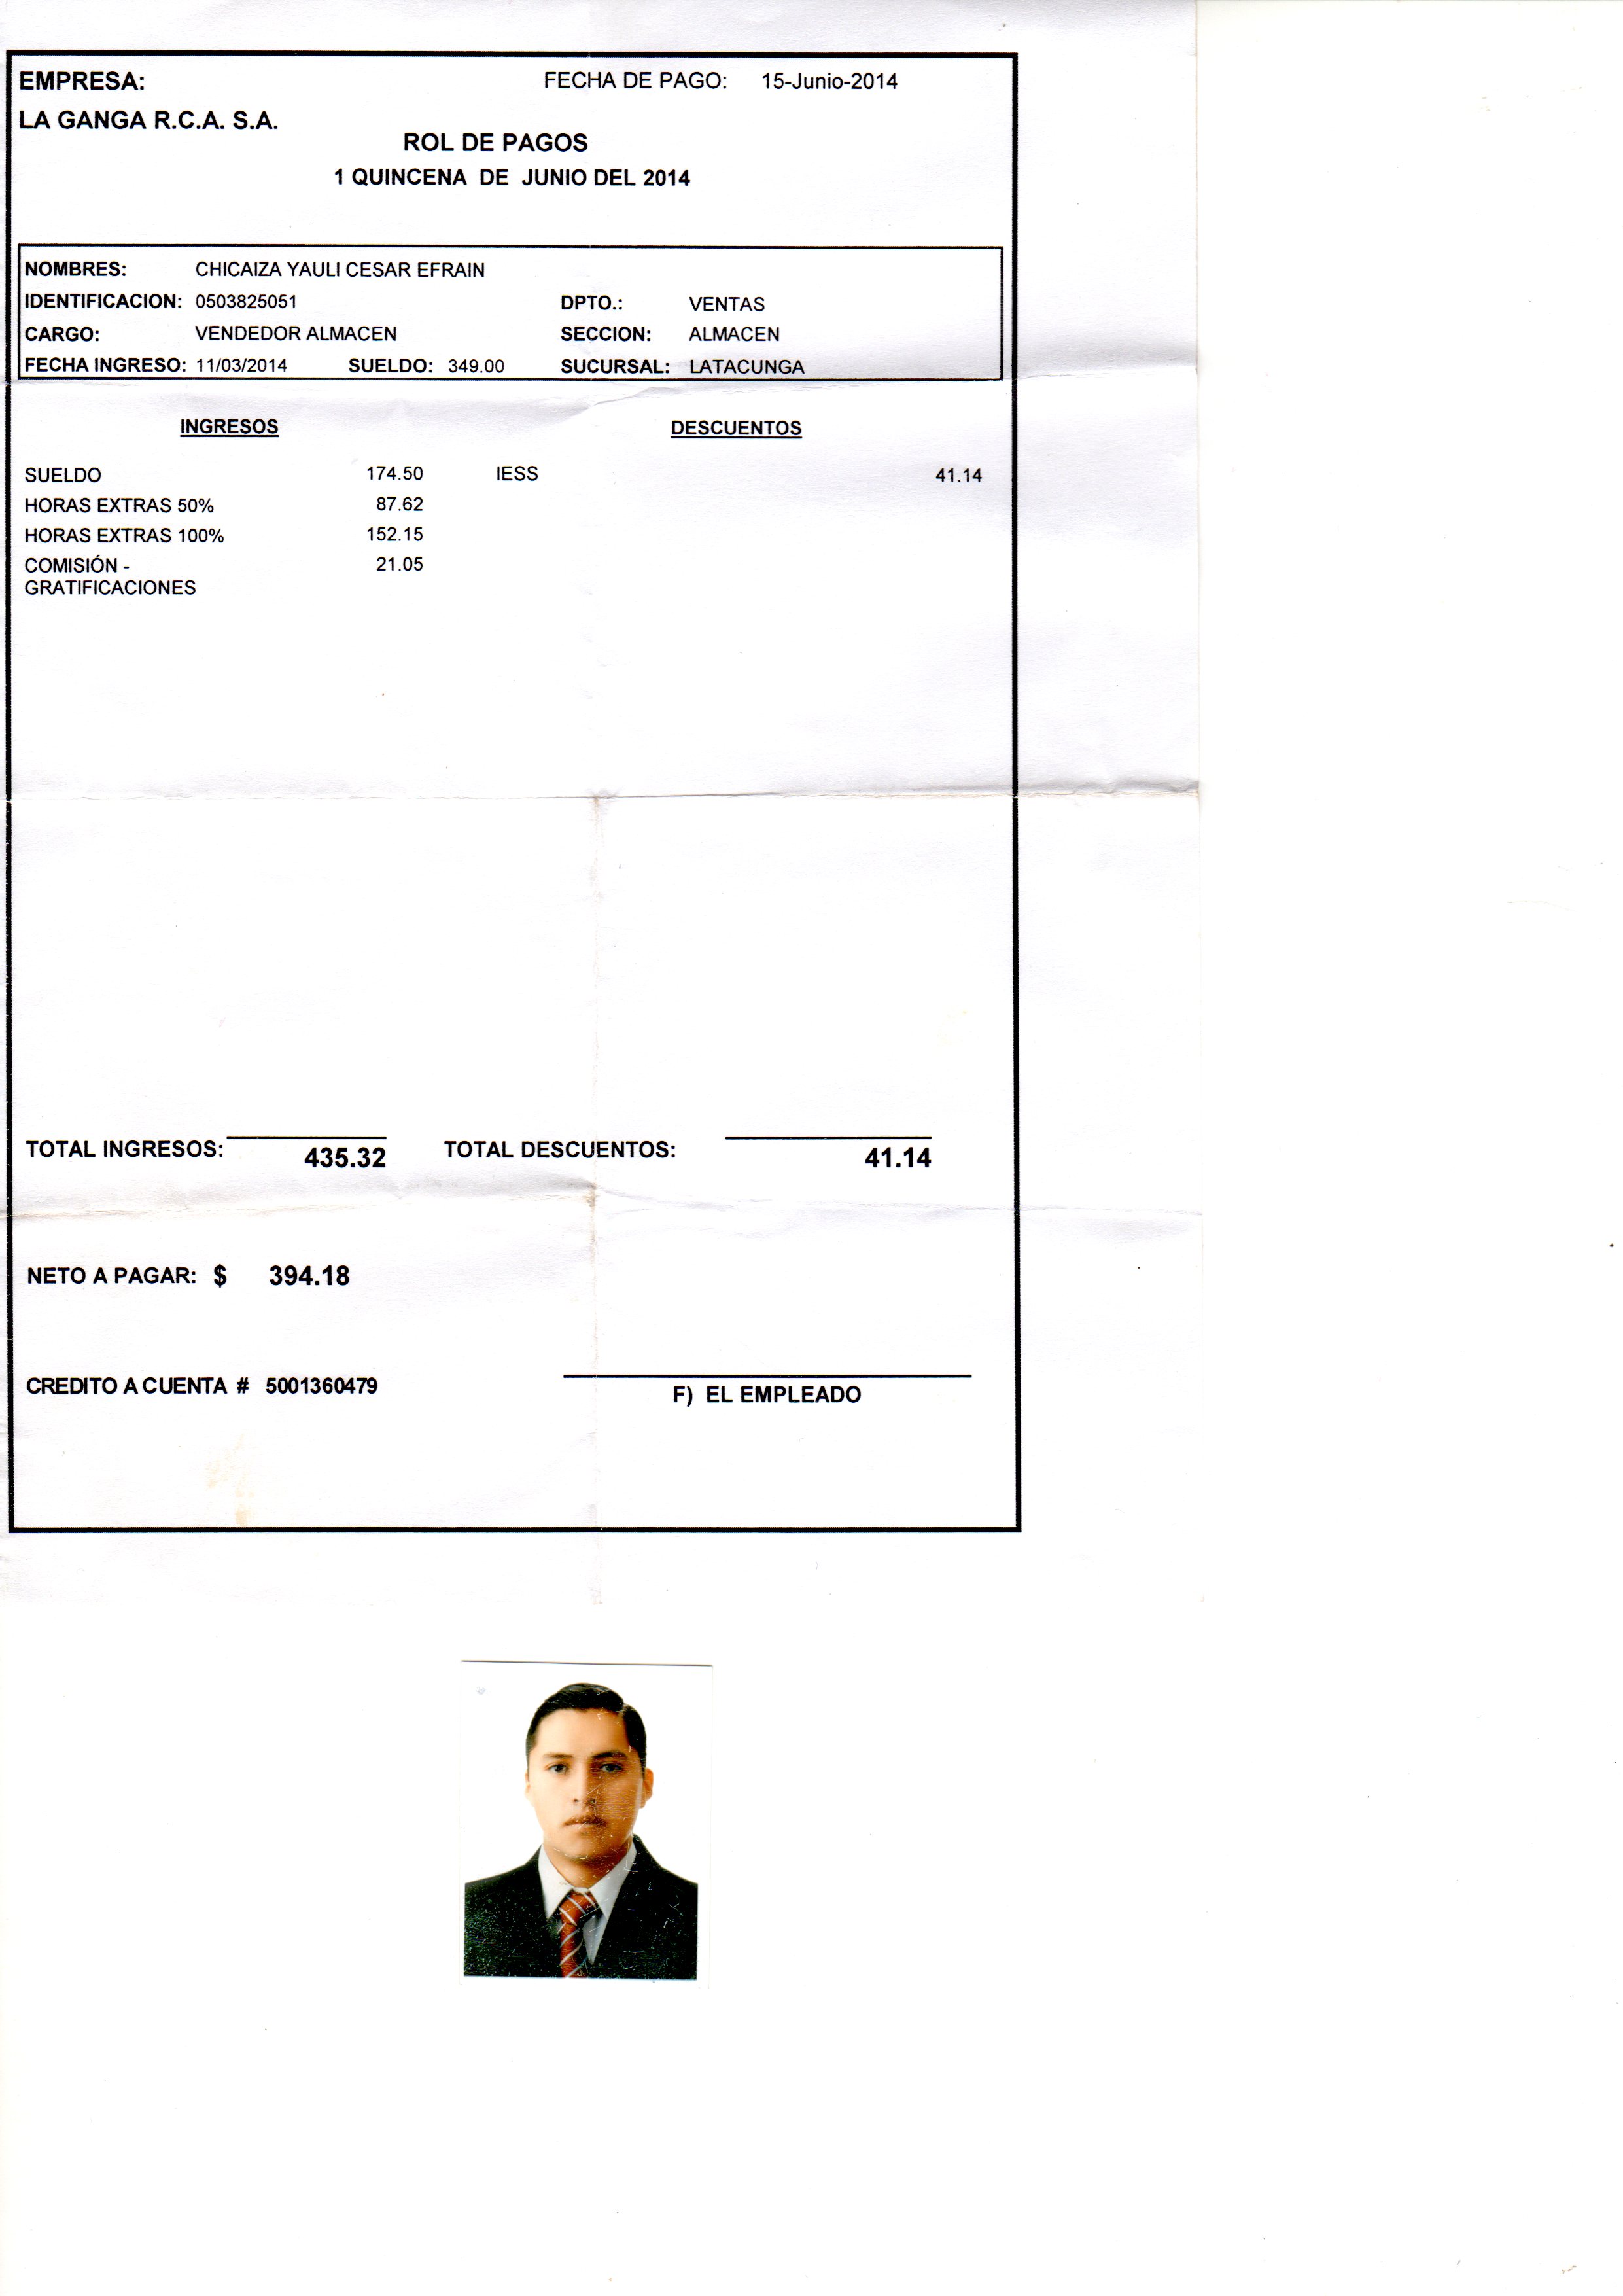 EMPRESA: FECHA DE PAGO: 15-Junio-2014
LA GANGA R.C.A. S.A.
ROL DE PAGOS
1 QUINCENA DE JUNIO DEL 2014
NOMBRES: CHICAIZA YAULI CESAR EFRAIN
IDENTIFICACION: 0503825051 DPTO.: VENTAS
CARGO: VENDEDOR ALMACEN SECCION: ALMACEN
FECHA INGRESO: 11/03/2014 SUELDO: 349.00 SUCURSAL: LATACUNGA
INGRESOS DESCUENTOS
SUELDO 174.50 IESS 41.14
HORAS EXTRAS 50% 87.62
HORAS EXTRAS 100% 152.15
COMISIÓN - 21.05
GRATIFICACIONES
TOTAL INGRESOS: 435.32 TOTAL DESCUENTOS: 41.14
NETO A PAGAR: $ 394.18
CREDITO A CUENTA # 5001360479
F) EL EMPLEADO